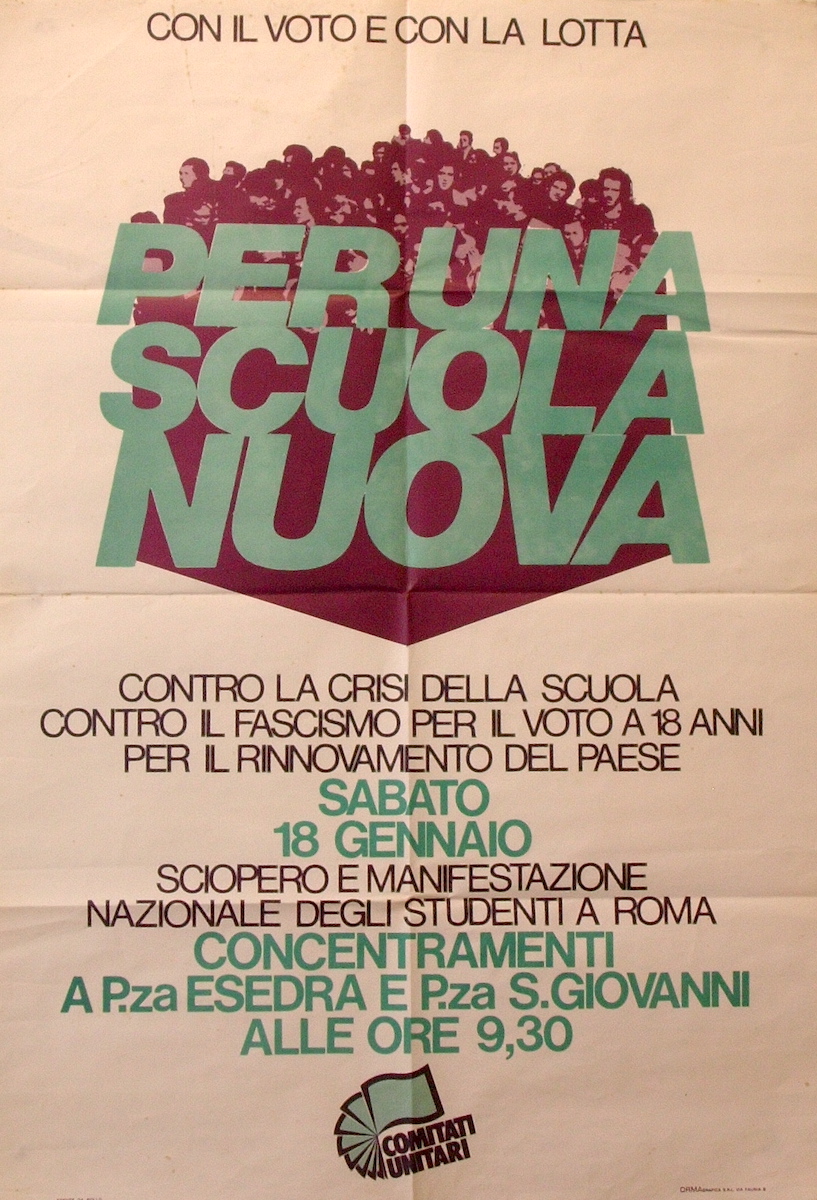 CON IL VOTO E CON LA LOTTA
PER UNA
SCUOLA
NUOVA
CONTRO LA CRISI DELLA SCUOLA
CONTRO IL FASCISMO PER IL VOTO A 18 ANNI
PER IL RINNOVAMENTO DEL PAESE
SABATO
18 GENNAIO
SCIOPERO E MANIFESTAZIONE
NAZIONALE DEGLI STUDENTI A ROMA
CONCENTRAMENTI
A P.za ESEDRA E P.za S.GIOVANNI
ALLE ORE 9,30
COMITATI
UNITARI